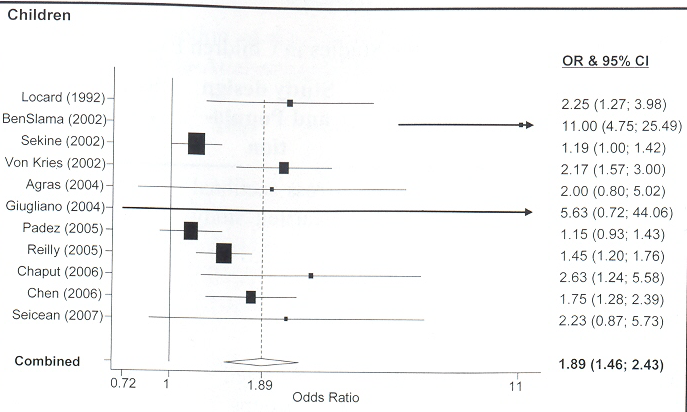 Children
OR & 95% CI
Locard (1992) 2.25 (1.27; 3.98)
BenSlama (2002) 11.00 (4.75; 25.49)
Sekine (2002) 1.19 (1.00; 1.42)
Von Kries (2002) 2.17 (1.57; 3.00)
Agras (2004) 2.00 (0.80; 5.02)
Giugliano (2004) 5.63 (0.72; 44.06)
Padez (2005) 1.15 (0.93; 1.43)
Reilly (2005) 1.45 (1.20; 1.76)
Chaput (2006) 2.63 (1.24; 5.58)
Chen (2006) 1.75 (1.28; 2.39)
Seicean (2007) 2.23 (0.87; 5.73)
Combined 1.89 (1.46; 2.43)
0.72 1 1.89 11
Odds Ratio